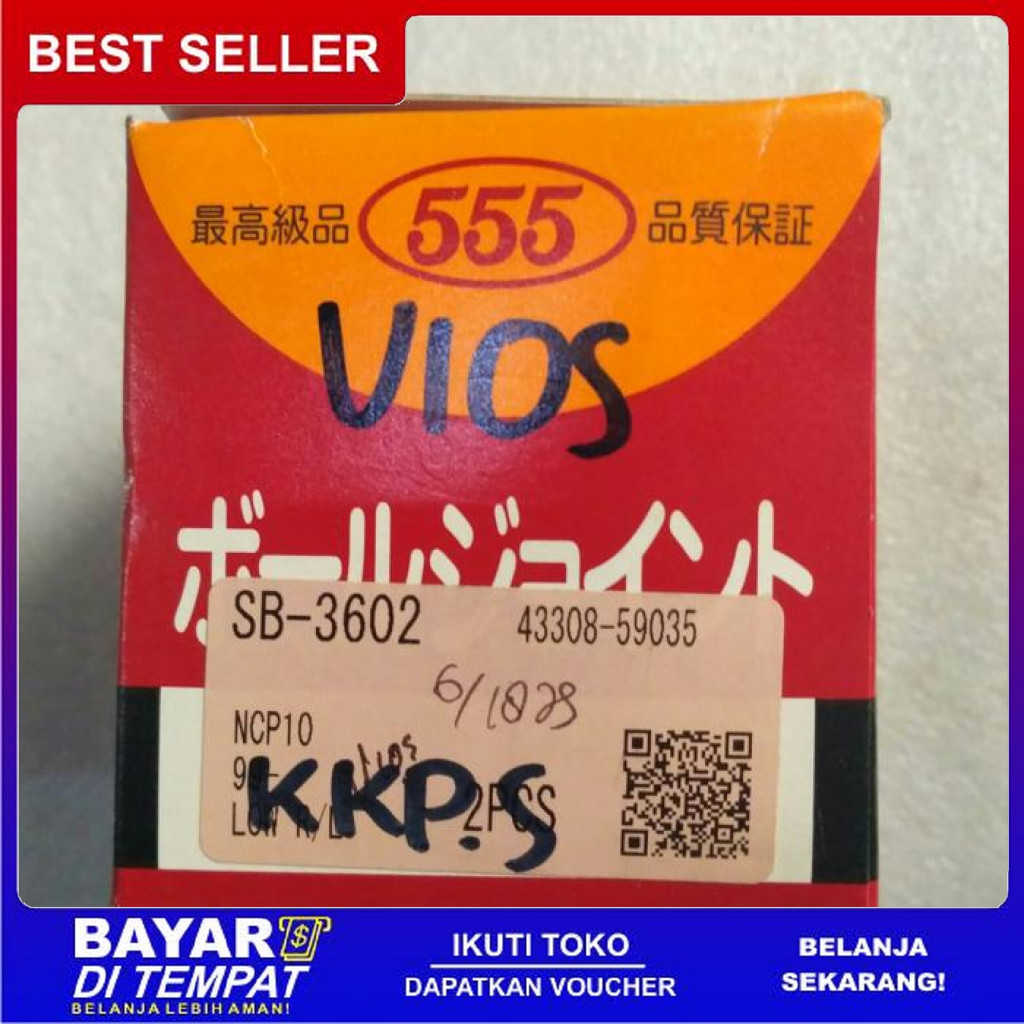 BEST SELLER
最高級品 555 品質保証
VIOS
ボールジョイント
SB-3602 43308-59035
NCP10
vios
LOW R/L 2PCS
KKP.S
BAYAR
DI TEMPAT
BELANJA LEBIH AMAN!
IKUTI TOKO
DAPATKAN VOUCHER
BELANJA
SEKARANG!